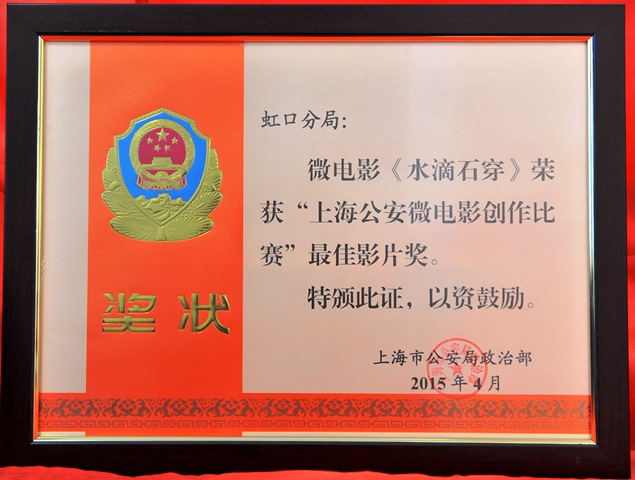 虹口分局：
微电影《水滴石穿》荣
获“上海公安微电影创作比
赛”最佳影片奖。
特颁此证，以资鼓励。
奖状
上海市公安局政治部
2015年4月